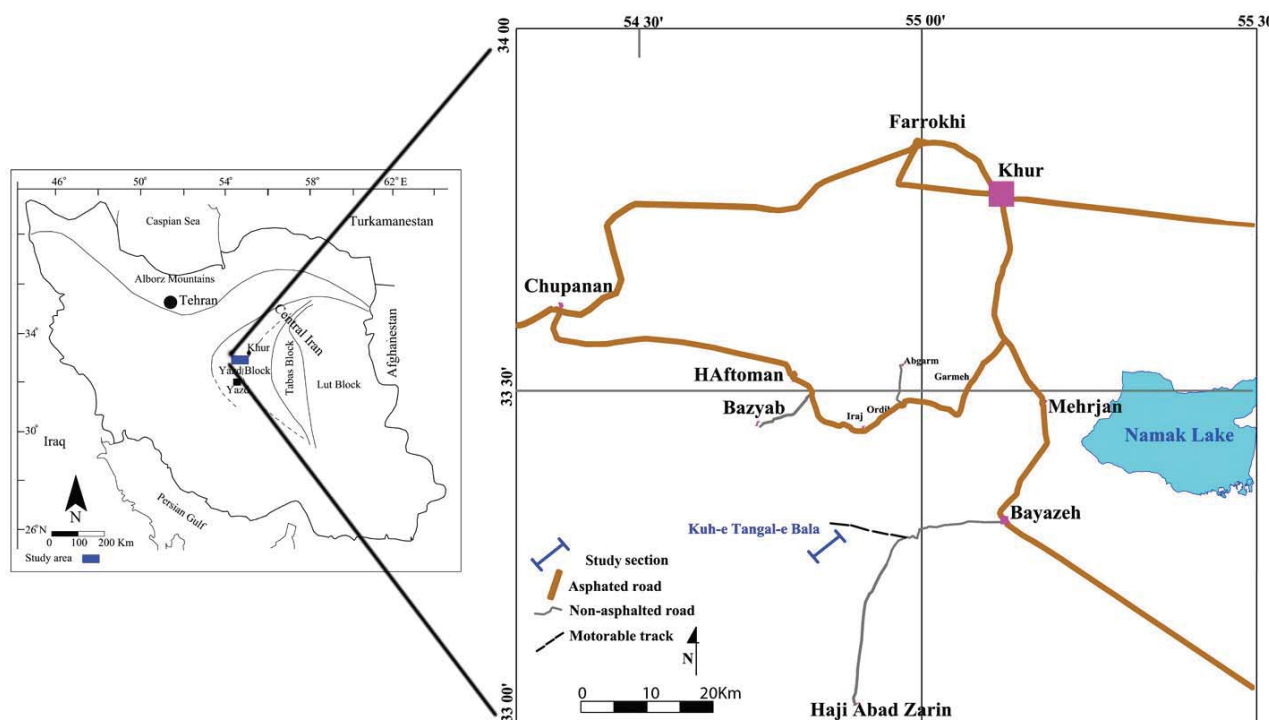 46°
50°
54°
58°
62° E
Caspian Sea
Turkamanestan
Alborz Mountains
Tehran
Central Iran
34°
Khur
Yazd Block
Yazd
Tabas Block
Lut Block
Afghanestan
30°
Iraq
Persian Gulf
N
26°N
0 100 200 Km
Study area
54 30'
55 00'
55 30
34 00
Farrokhi
Khur
Chupanan
Abgarm
HAftoman
Garmeh
33 30'
Bazyab
Iraj
Ordib
Mehrjan
Namak Lake
Bayazeh
Kuh-e Tangal-e Bala
Study section
Asphated road
Non-asphalted road
Motorable track
N
0 10 20Km
33 00'
Haji Abad Zarin